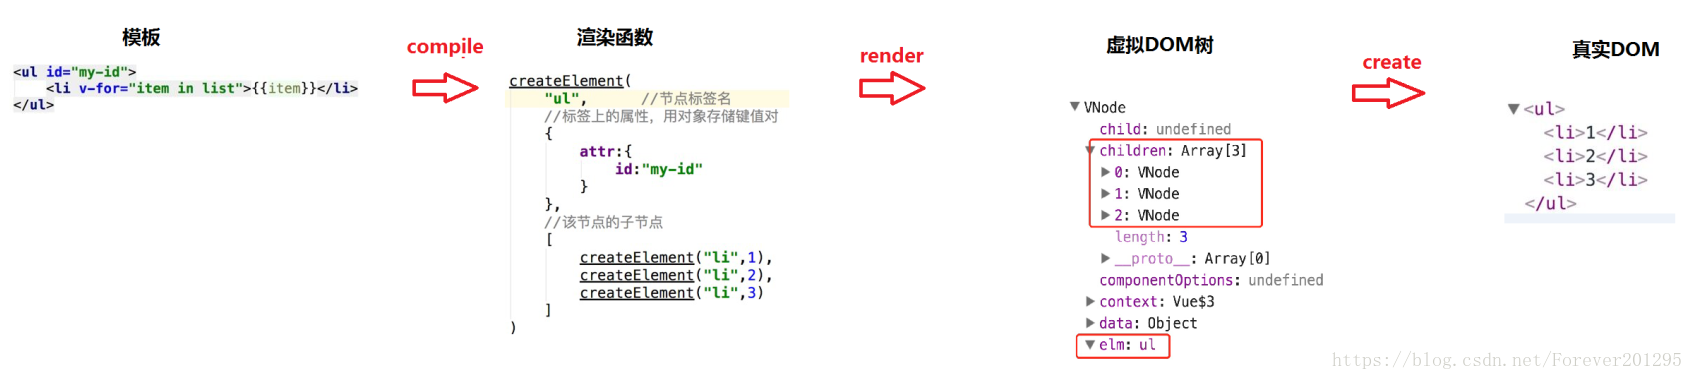 模板
<ul id="my-id">
<li v-for="item in list">{{item}}</li>
</ul>
compile
渲染函数
createElement(
"ul", //节点标签名
//标签上的属性，用对象存储键值对
{
attr:{
id:"my-id"
}
},
//该节点的子节点
[
createElement("li",1),
createElement("li",2),
createElement("li",3)
]
)
render
虚拟DOM树
▼VNode
child: undefined
▼children: Array[3]
▶0: VNode
▶1: VNode
▶2: VNode
length: 3
▶__proto__: Array[0]
componentOptions: undefined
▶context: Vue$3
▶data: Object
▼elm: ul
create
真实DOM
▼<ul>
<li>1</li>
<li>2</li>
<li>3</li>
</ul>
https://blog.csdn.net/Forever201295